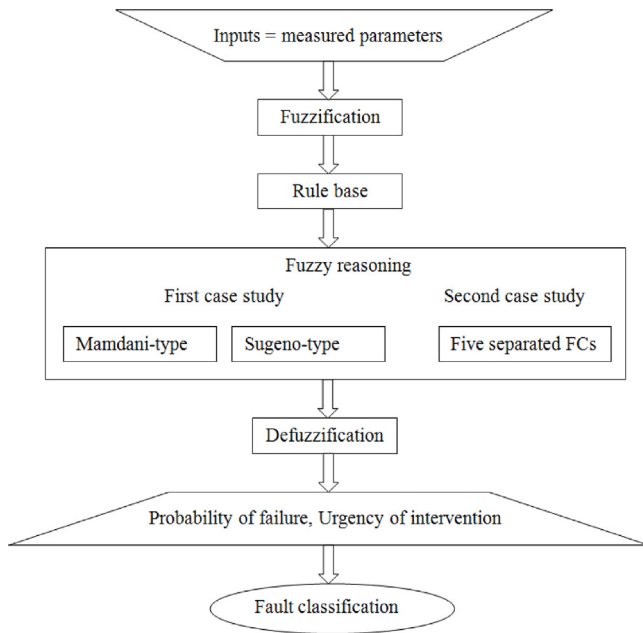 Inputs = measured parameters
Fuzzification
Rule base
Fuzzy reasoning
First case study
Second case study
Mamdani-type
Sugeno-type
Five separated FCs
Defuzzification
Probability of failure, Urgency of intervention
Fault classification